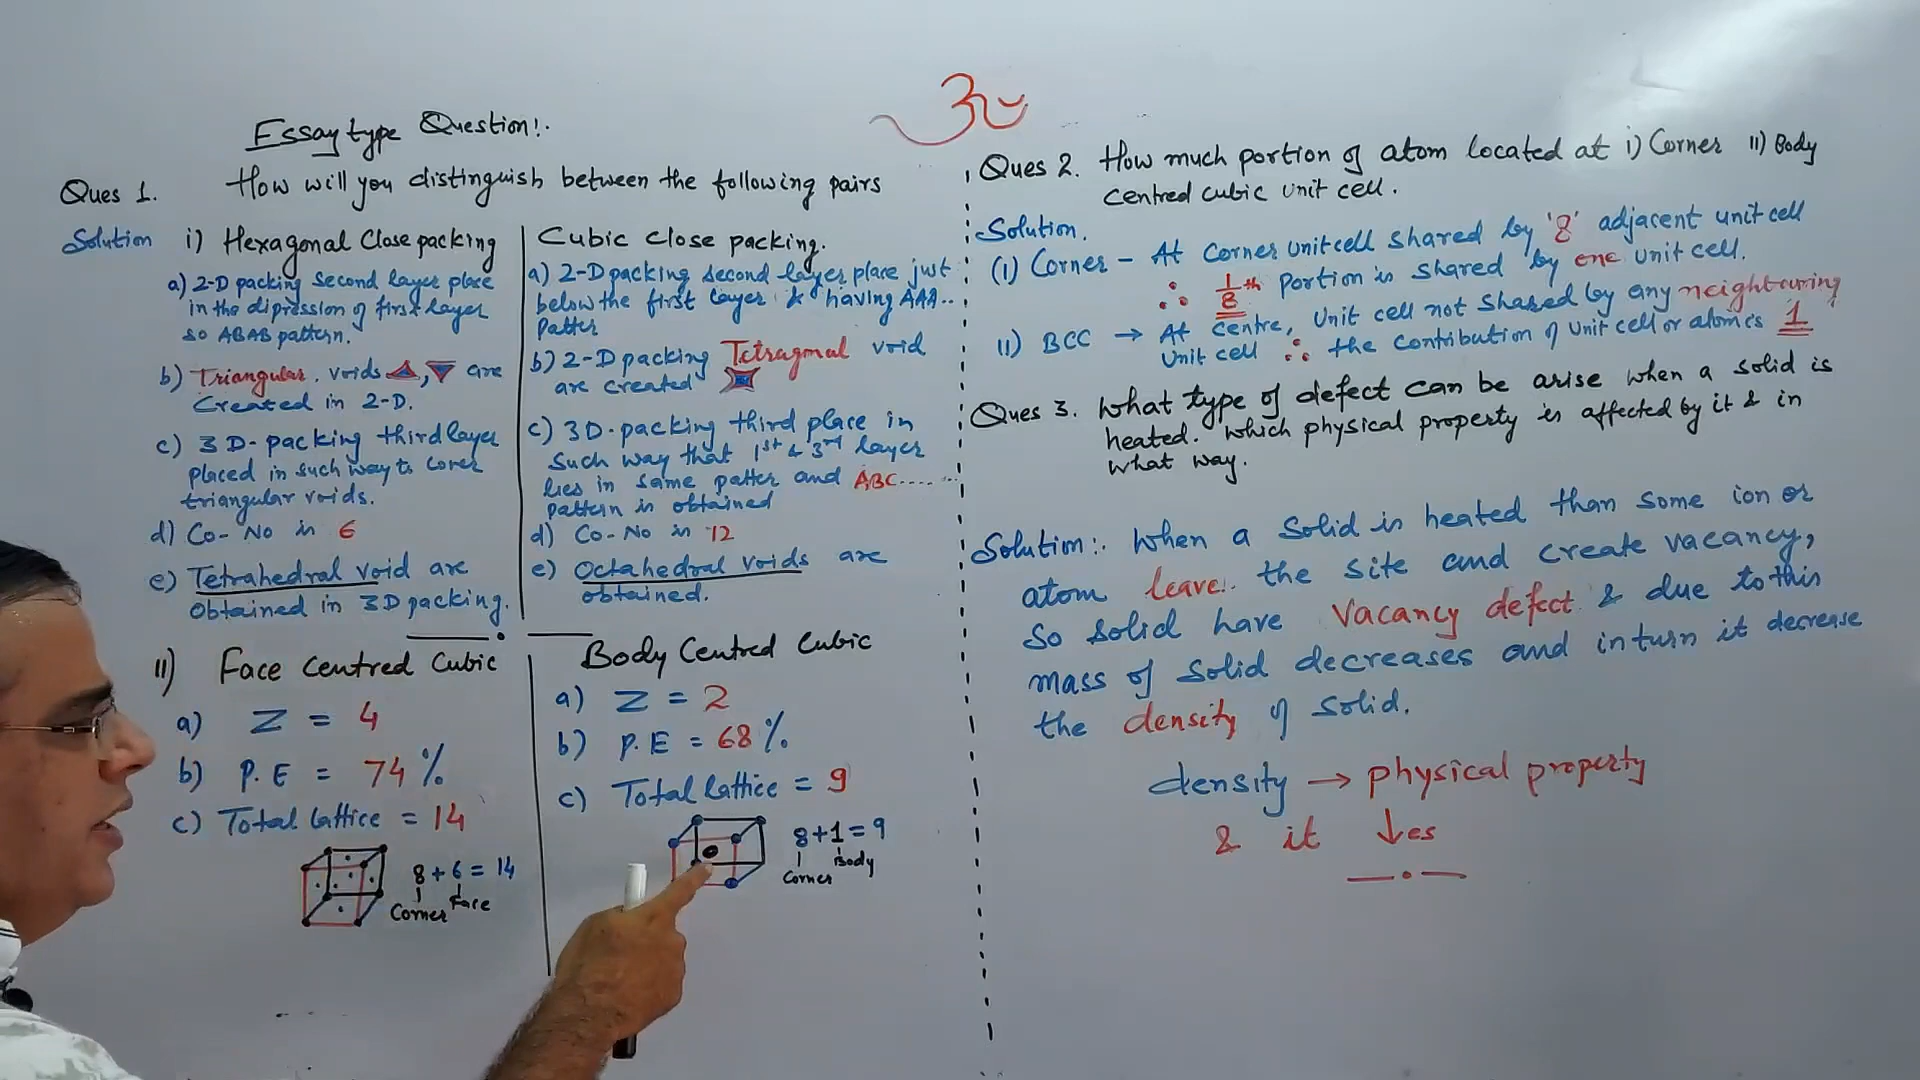 ॐ
Essay type Question:.
Ques 1. How will you distinguish between the following pairs
Solution i) Hexagonal Close packing
a) 2-D packing second layer place
in the dipression of first layer
so ABAB pattern.
b) Triangular voids , are
Created in 2-D.
c) 3D-packing third layer
placed in such way to cover
triangular voids.
d) Co-No is 6
e) Tetrahedral void are
obtained in 3D packing.
Cubic close packing.
a) 2-D packing second layer place just
below the first layer & having AAA..
Patter
b) 2-D packing Tetragonal void
are created
c) 3D-packing third place in
Such way that 1st & 3rd layer
lies in same patter and ABC.....
pattern is obtained
d) Co-No is 12
e) Octahedral voids are
obtained.
II) Face Centred Cubic
a) Z = 4
b) P.E = 74%
c) Total lattice = 14
8 + 6 = 14
Corner Face
Body Centred Cubic
a) Z = 2
b) P.E = 68%
c) Total lattice = 9
8+1 = 9
Corner Body
Ques 2. How much portion of atom located at i) Corner II) Body
Centred cubic unit cell.
Solution.
(I) Corner - At Corner unit cell shared by '8' adjacent unit cell
∴ 1/8 th portion is shared by one unit cell.
II) BCC → At centre, unit cell not shared by any neighbouring
Unit cell ∴ the contribution of unit cell or atom is 1
Ques 3. What type of defect can be arise when a solid is
heated. Which physical property is affected by it & in
what way.
Solution:. When a Solid is heated than some ion or
atom leave. the site and create vacancy,
So solid have Vacancy defect & due to this
mass of solid decreases and in turn it decrease
the density of solid.
density → physical property
& it ↓es